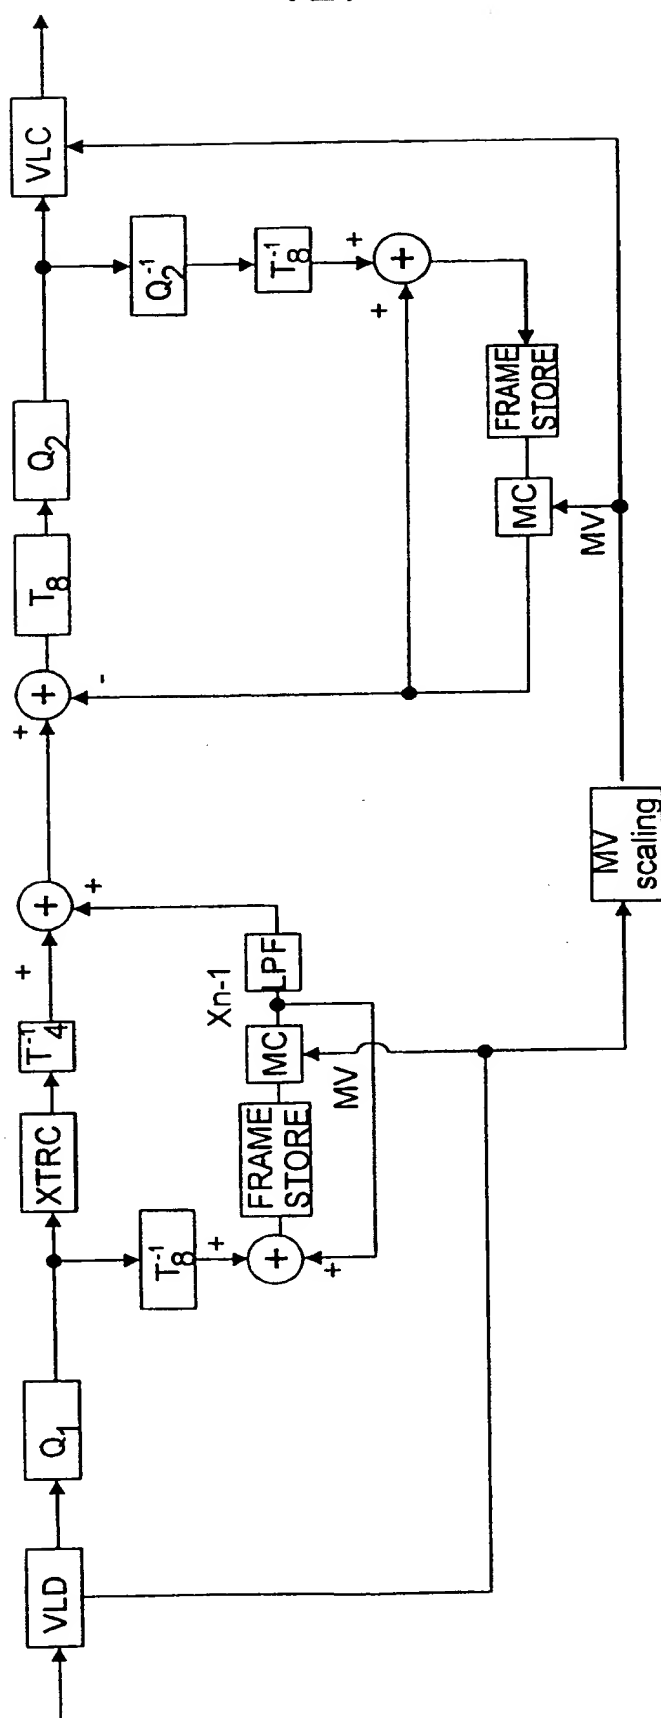 VLD
Q1
XTRC
T4-1
+
+
+
+
-
T8
Q2
VLC
T8-1
+
+
+
FRAME
STORE
MC
Xn-1
LPF
MV
Q2-1
T8-1
+
+
+
FRAME
STORE
MC
MV
MV
scaling
+